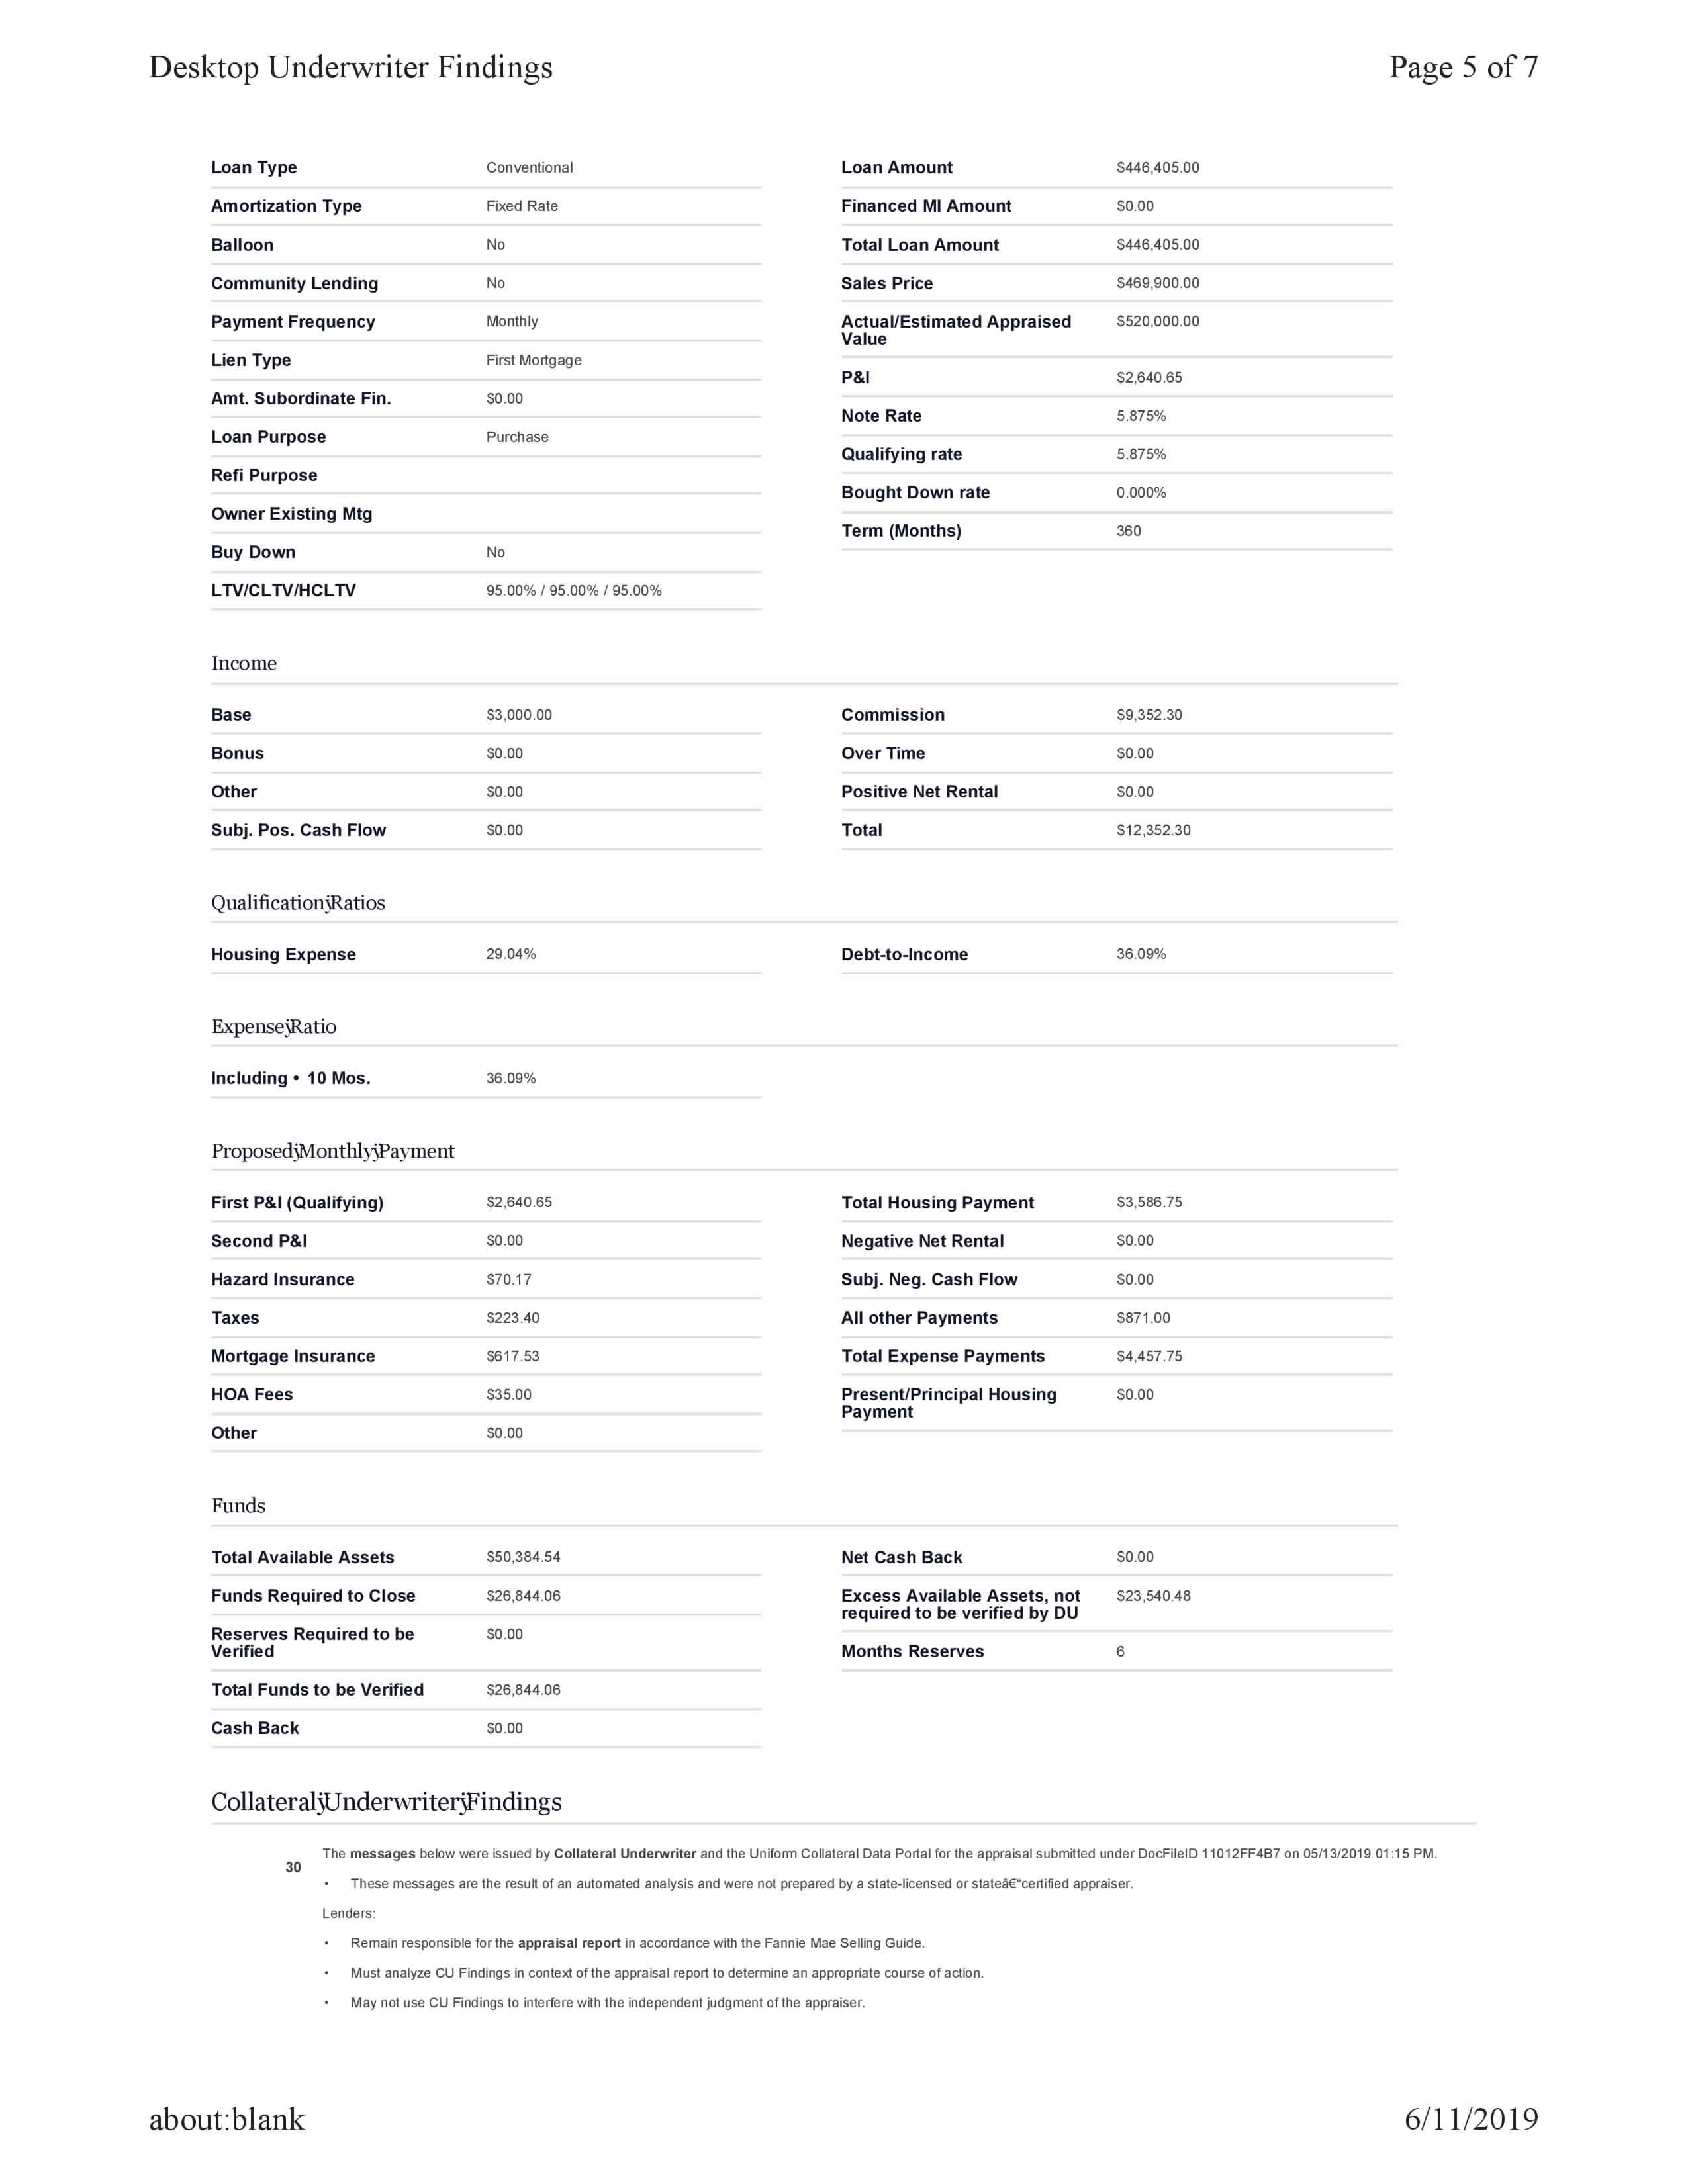 Desktop Underwriter Findings Page 5 of 7
Loan Type Conventional Loan Amount $446,405.00
Amortization Type Fixed Rate Financed MI Amount $0.00
Balloon No Total Loan Amount $446,405.00
Community Lending No Sales Price $469,900.00
Payment Frequency Monthly Actual/Estimated Appraised $520,000.00
Value
Lien Type First Mortgage
P&I $2,640.65
Amt. Subordinate Fin. $0.00
Note Rate 5.875%
Loan Purpose Purchase
Qualifying rate 5.875%
Refi Purpose
Bought Down rate 0.000%
Owner Existing Mtg
Term (Months) 360
Buy Down No
LTV/CLTV/HCLTV 95.00% / 95.00% / 95.00%
Income
Base $3,000.00 Commission $9,352.30
Bonus $0.00 Over Time $0.00
Other $0.00 Positive Net Rental $0.00
Subj. Pos. Cash Flow $0.00 Total $12,352.30
QualificationÿRatios
Housing Expense 29.04% Debt-to-Income 36.09%
ExpenseÿRatio
Including • 10 Mos. 36.09%
ProposedÿMonthlyÿPayment
First P&I (Qualifying) $2,640.65 Total Housing Payment $3,586.75
Second P&I $0.00 Negative Net Rental $0.00
Hazard Insurance $70.17 Subj. Neg. Cash Flow $0.00
Taxes $223.40 All other Payments $871.00
Mortgage Insurance $617.53 Total Expense Payments $4,457.75
HOA Fees $35.00 Present/Principal Housing $0.00
Payment
Other $0.00
Funds
Total Available Assets $50,384.54 Net Cash Back $0.00
Funds Required to Close $26,844.06 Excess Available Assets, not $23,540.48
required to be verified by DU
Reserves Required to be $0.00
Verified
Months Reserves 6
Total Funds to be Verified $26,844.06
Cash Back $0.00
CollateralÿUnderwriterÿFindings
30 The messages below were issued by Collateral Underwriter and the Uniform Collateral Data Portal for the appraisal submitted under DocFileID 11012FF4B7 on 05/13/2019 01:15 PM.
• These messages are the result of an automated analysis and were not prepared by a state-licensed or stateâ€“certified appraiser.
Lenders:
• Remain responsible for the appraisal report in accordance with the Fannie Mae Selling Guide.
• Must analyze CU Findings in context of the appraisal report to determine an appropriate course of action.
• May not use CU Findings to interfere with the independent judgment of the appraiser.
about:blank 6/11/2019